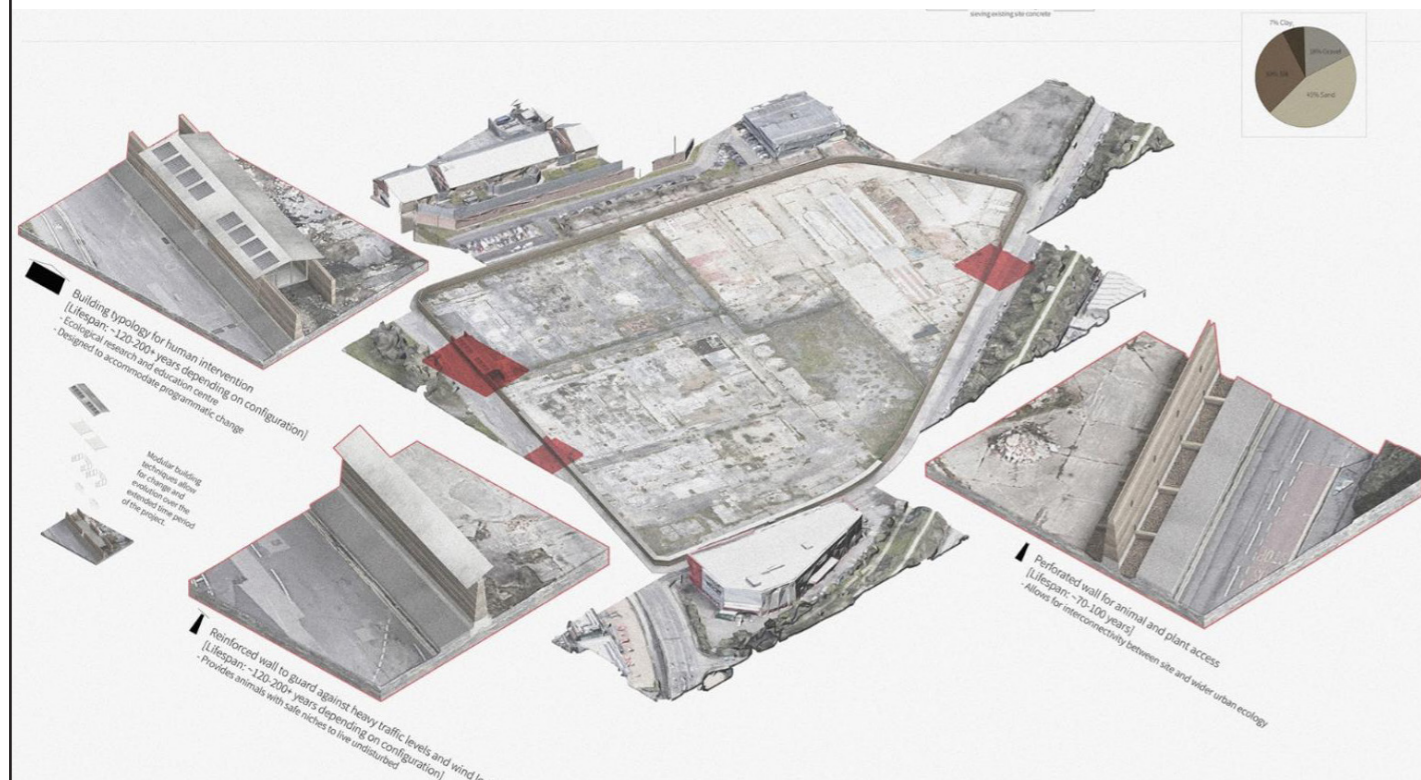 sieving existing site concrete
7% Clay,
43% Sand
Building typology for human intervention
[Lifespan: ~120-200+ years depending on configuration]
- Ecological research and education centre
- Designed to accommodate programmatic change
Modular building
techniques allow
for change and
evolution over the
extended time period
of the project.
Reinforced wall to guard against heavy traffic levels and wind
[Lifespan: ~120-200+ years depending on configuration]
- Provides animals with safe niches to live undisturbed
Perforated wall for animal and plant access
[Lifespan: ~70-100 years]
- Allows for interconnectivity between site and wider urban ecology